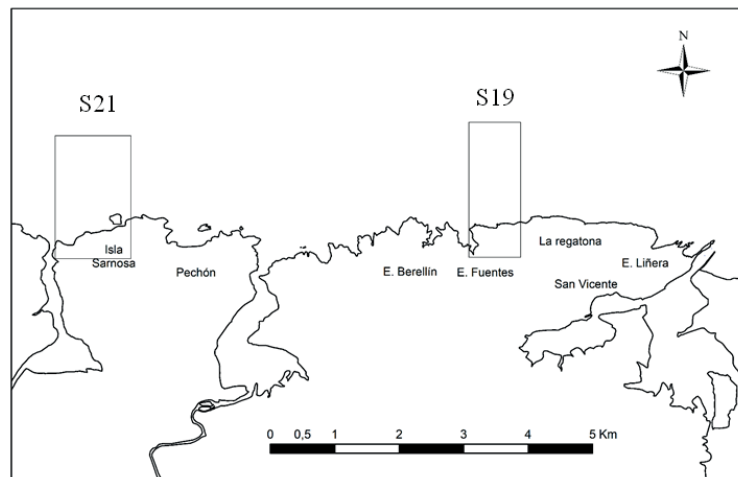 N
S21
S19
Isla
Sarnosa
Pechón
E. Berellín
E. Fuentes
La regatona
E. Liñera
San Vicente
0 0,5 1 2 3 4 5 Km